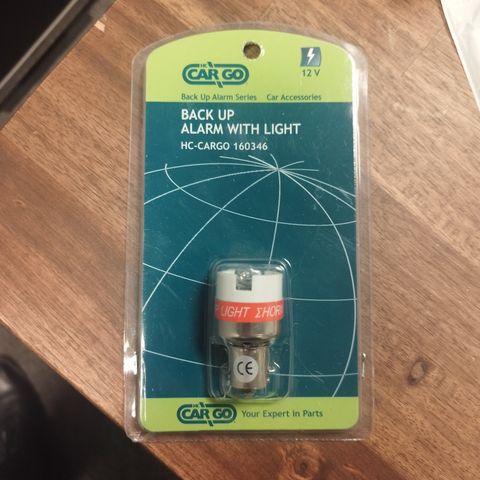 HC
CAR GO
12 V
Back Up Alarm Series Car Accessories
BACK UP
ALARM WITH LIGHT
HC-CARGO 160346
LIGHT ΣHOR
CE
HC
CAR GO
Your Expert in Parts